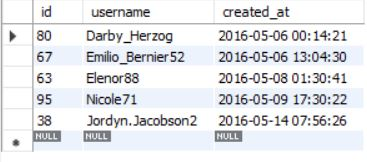 id username created_at
80 Darby_Herzog 2016-05-06 00:14:21
67 Emilio_Bernier52 2016-05-06 13:04:30
63 Elenor88 2016-05-08 01:30:41
95 Nicole71 2016-05-09 17:30:22
38 Jordyn.Jacobson2 2016-05-14 07:56:26
NULL NULL NULL